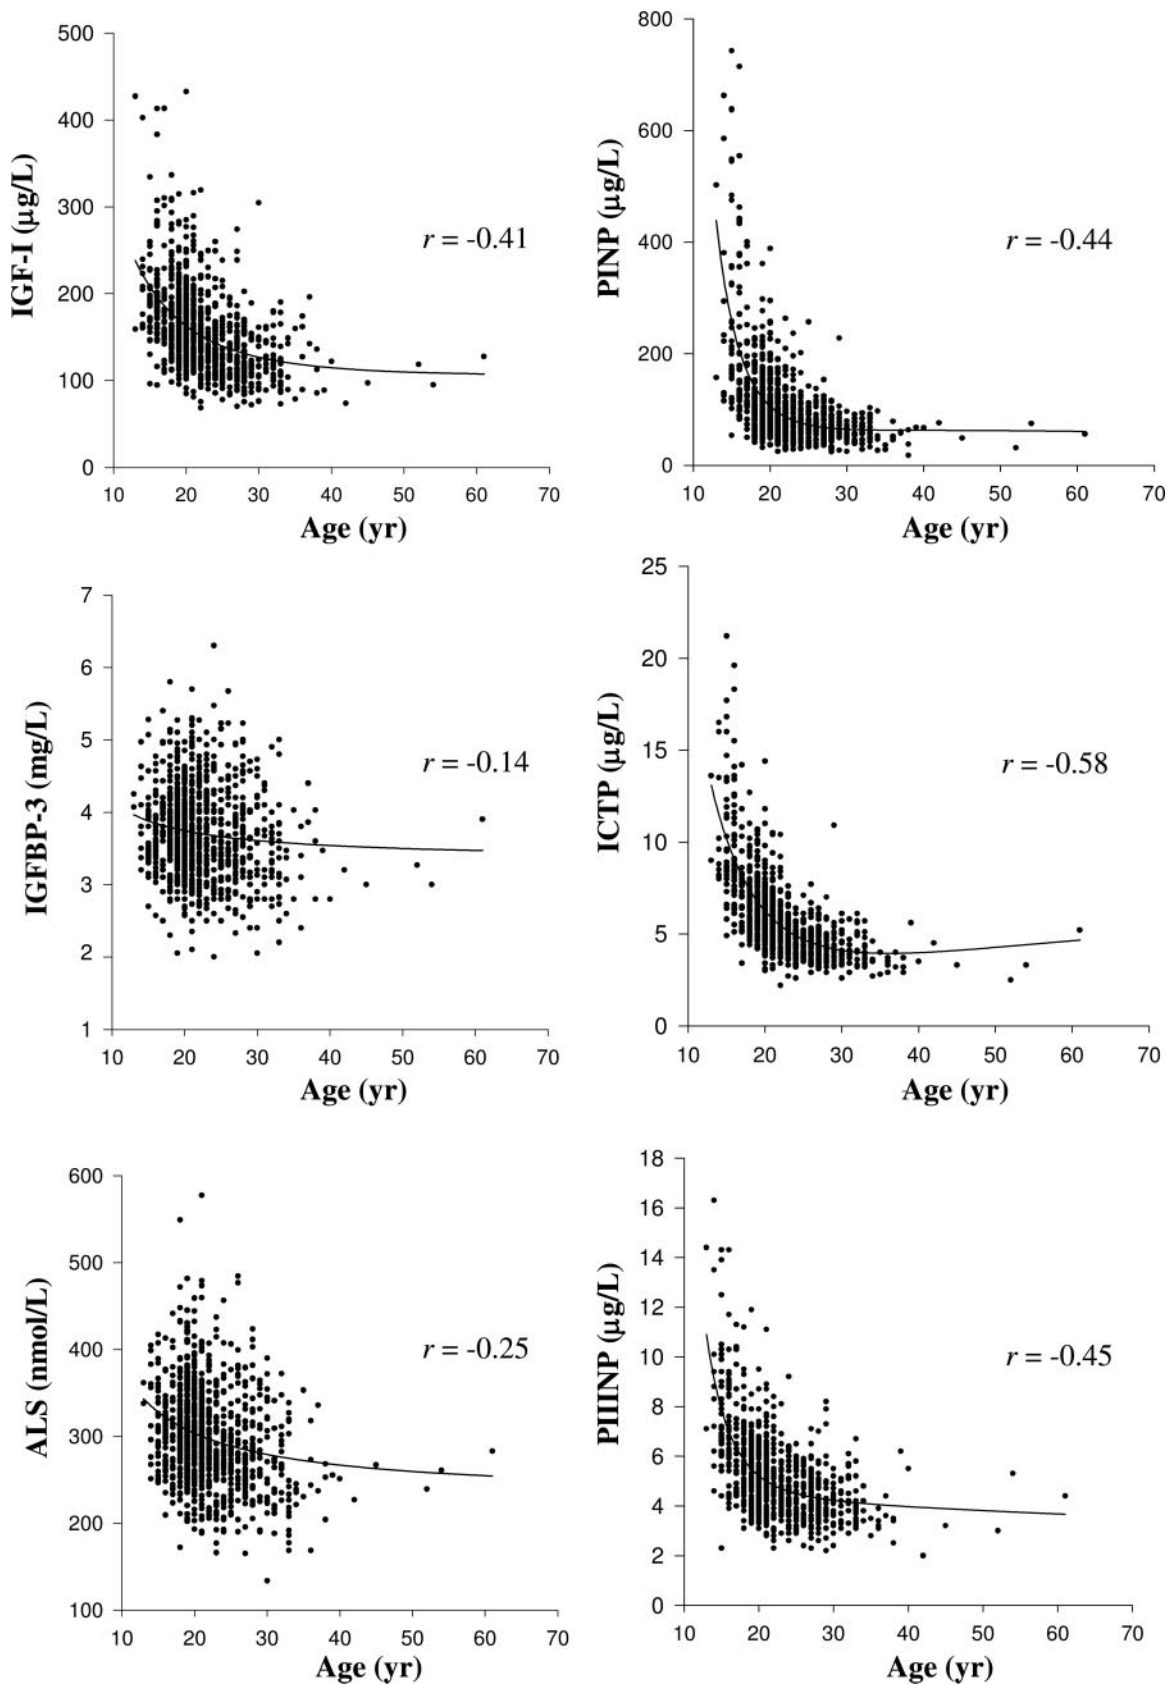 500
400
300
200
100
0
IGF-I (µg/L)
r = -0.41
10 20 30 40 50 60 70
Age (yr)
800
600
400
200
0
PINP (µg/L)
r = -0.44
10 20 30 40 50 60 70
Age (yr)
7
6
5
4
3
2
1
IGFBP-3 (mg/L)
r = -0.14
10 20 30 40 50 60 70
Age (yr)
25
20
15
10
5
0
ICTP (µg/L)
r = -0.58
10 20 30 40 50 60 70
Age (yr)
600
500
400
300
200
100
ALS (nmol/L)
r = -0.25
10 20 30 40 50 60 70
Age (yr)
18
16
14
12
10
8
6
4
2
0
PIIINP (µg/L)
r = -0.45
10 20 30 40 50 60 70
Age (yr)